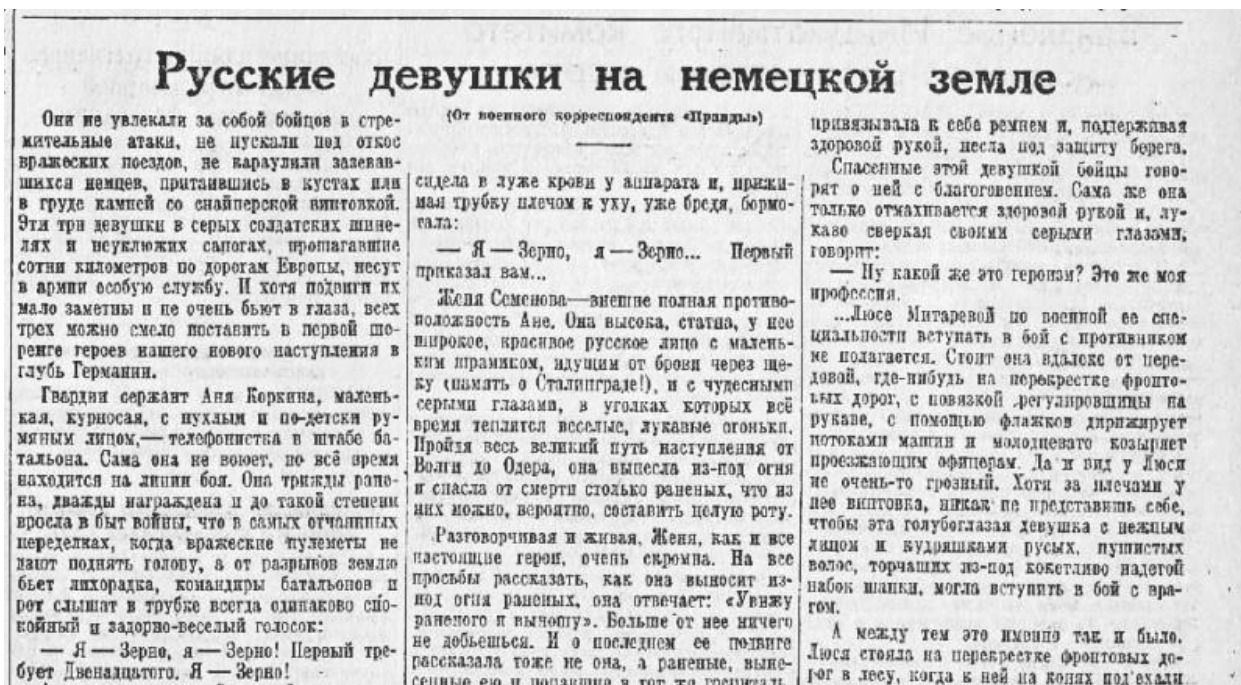 Русские девушки на немецкой земле
(От военного корреспондента «Правды»)
Они не увлекали за собой бойцов в стре-
мительные атаки, не пускали под откос
вражеских поездов, не караулили зазевав-
шихся немцев, притаившись в кустах или
в груде камней со снайперской винтовкой.
Эти три девушки в серых солдатских шине-
лях и неуклюжих сапогах, прошагавшие
сотни километров по дорогам Европы, несут
в армии особую службу. И хотя подвиги их
мало заметны и не очень бьют в глаза, всех
трех можно смело поставить в первой ше-
ренге героев нашего нового наступления в
глубь Германии.
Гвардии сержант Аня Коркина, малень-
кая, курносая, с пухлым и по-детски ру-
мяным лицом,— телефонистка в штабе ба-
тальона. Сама она не воюет, но всё время
находится на линии боя. Она трижды ране-
на, дважды награждена и до такой степени
вросла в быт войны, что в самых отчаянных
переделках, когда вражеские пулеметы не
дают поднять голову, а от разрывов землю
бьет лихорадка, командиры батальонов и
рот слышат в трубке всегда одинаково спо-
койный и задорно-веселый голосок:
— Я — Зерно, я — Зерно! Первый тре-
бует Двенадцатого. Я — Зерно!
сидела в луже крови у аппарата и, прижи-
мая трубку плечом к уху, уже бредя, бормо-
тала:
— Я — Зерно, я — Зерно... Первый
приказал вам...
Женя Семенова—внешне полная противо-
положность Ане. Она высока, статна, у нее
широкое, красивое русское лицо с малень-
ким шрамиком, идущим от брови через ще-
ку (память о Сталинграде!), и с чудесными
серыми глазами, в уголках которых всё
время теплятся веселые, лукавые огоньки.
Пройдя весь великий путь наступления от
Волги до Одера, она вынесла из-под огня
и спасла от смерти столько раненых, что из
них можно, вероятно, составить целую роту.
Разговорчивая и живая, Женя, как и все
настоящие герои, очень скромна. На все
просьбы рассказать, как она выносит из-
под огня раненых, она отвечает: «Увижу
раненого и выношу». Больше от нее ничего
не добьешься. И о последнем ее подвиге
рассказала тоже не она, а раненые, выне-
сенные ею и попавшие в тот же госпиталь,
привязывала к себе ремнем и, поддерживая
здоровой рукой, несла под защиту берега.
Спасенные этой девушкой бойцы гово-
рят о ней с благоговением. Сама же она
только отмахивается здоровой рукой и, лу-
каво сверкая своими серыми глазами,
говорит:
— Ну какой же это героизм? Это же моя
профессия.
...Люсе Митаревой по военной ее спе-
циальности вступать в бой с противником
не полагается. Стоит она вдалеке от пере-
довой, где-нибудь на перекрестке фронто-
вых дорог, с повязкой регулировщицы на
рукаве, с помощью флажков дирижирует
потоками машин и молодцевато козыряет
проезжающим офицерам. Да и вид у Люси
не очень-то грозный. Хотя за плечами у
нее винтовка, никак не представишь себе,
чтобы эта голубоглазая девушка с нежным
лицом и кудряшками русых, пушистых
волос, торчащих из-под кокетливо надетой
набок шапки, могла вступить в бой с вра-
гом.
А между тем это именно так и было.
Люся стояла на перекрестке фронтовых до-
рог в лесу, когда к ней на конях под'ехали